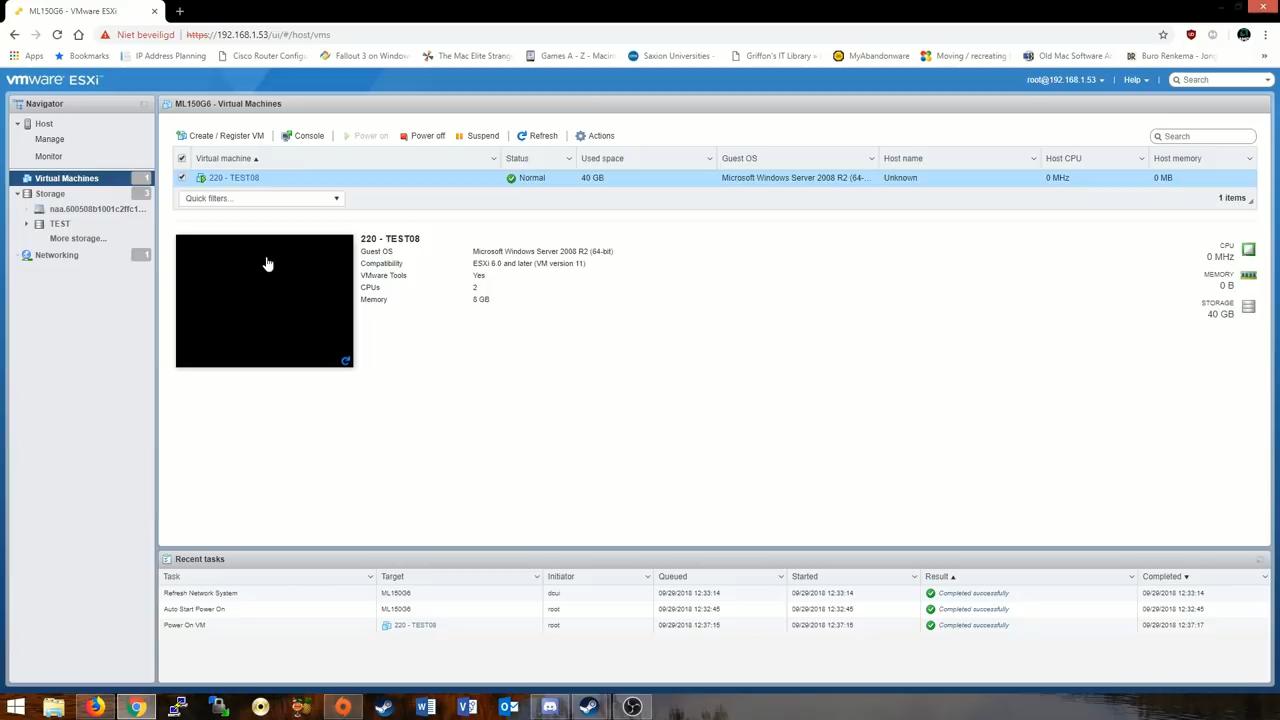 ML150G6 - VMware ESXi
Niet beveiligd https://192.168.1.53/ui/#/host/vms
Apps Bookmarks IP Address Planning Cisco Router Config Fallout 3 on Window The Mac Elite Strang Games A - Z - Macin Saxion Universities - Griffon's IT Library » MyAbandonware Moving / recreating Old Mac Software A Buro Renkema - Jong »
vmware ESXi
root@192.168.1.53 Help Search
Navigator
ML150G6 - Virtual Machines
Host
Manage
Monitor
Virtual Machines 1
Storage 3
naa.600508b1001c2ffc1...
TEST
More storage...
Networking 1
Create / Register VM Console Power on Power off Suspend Refresh Actions Search
Virtual machine Status Used space Guest OS Host name Host CPU Host memory
220 - TEST08 Normal 40 GB Microsoft Windows Server 2008 R2 (64-... Unknown 0 MHz 0 MB
Quick filters... 1 items
220 - TEST08
Guest OS Microsoft Windows Server 2008 R2 (64-bit)
Compatibility ESXi 6.0 and later (VM version 11)
VMware Tools Yes
CPUs 2
Memory 8 GB
CPU
0 MHz
MEMORY
0 B
STORAGE
40 GB
Recent tasks
Task Target Initiator Queued Started Result Completed
Refresh Network System ML150G6 dcui 09/29/2018 12:33:14 09/29/2018 12:33:14 Completed successfully 09/29/2018 12:33:14
Auto Start Power On ML150G6 root 09/29/2018 12:32:45 09/29/2018 12:32:45 Completed successfully 09/29/2018 12:32:45
Power On VM 220 - TEST08 root 09/29/2018 12:37:15 09/29/2018 12:37:15 Completed successfully 09/29/2018 12:37:17